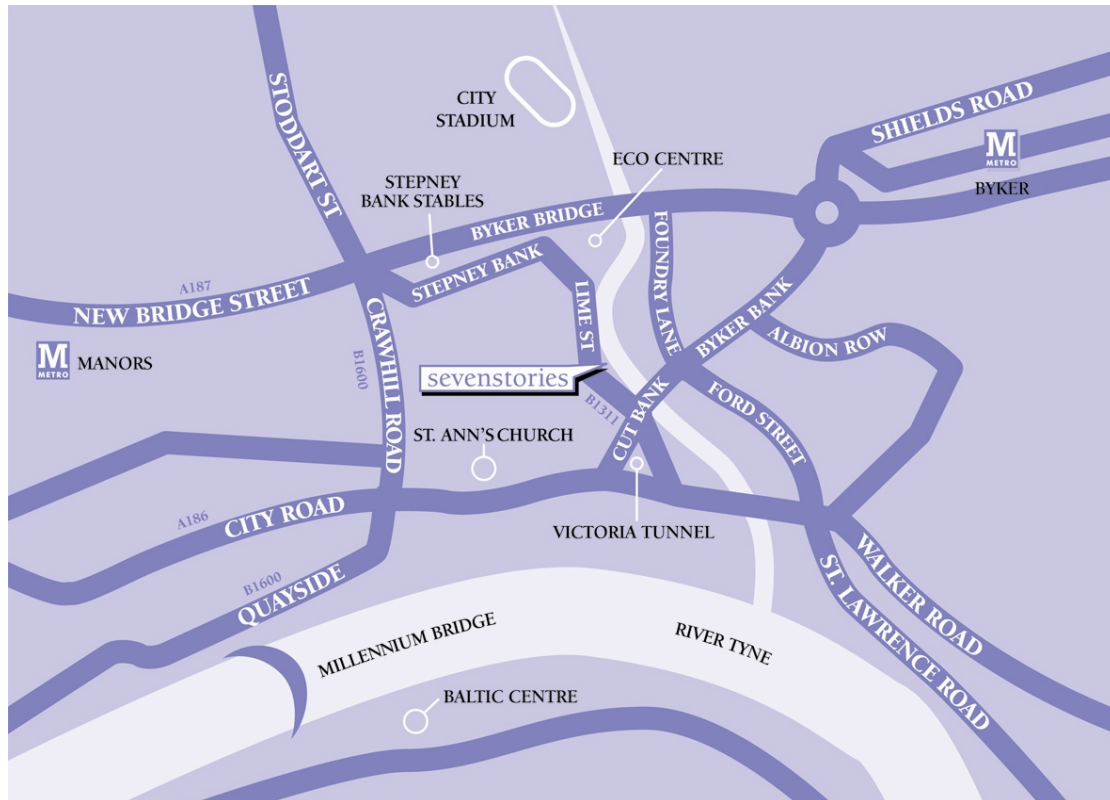 STODDART ST
CITY
STADIUM
SHIELDS ROAD
M
METRO
BYKER
ECO CENTRE
STEPNEY
BANK STABLES
BYKER BRIDGE
FOUNDRY LANE
STEPNEY BANK
A187
NEW BRIDGE STREET
LIME ST
BYKER BANK
ALBION ROW
M
METRO
MANORS
CRAWHILL ROAD
B1600
sevenstories
B1311
CUT BANK
FORD STREET
ST. ANN'S CHURCH
A186
CITY ROAD
VICTORIA TUNNEL
WALKER ROAD
ST. LAWRENCE ROAD
B1600
QUAYSIDE
MILLENNIUM BRIDGE
RIVER TYNE
BALTIC CENTRE